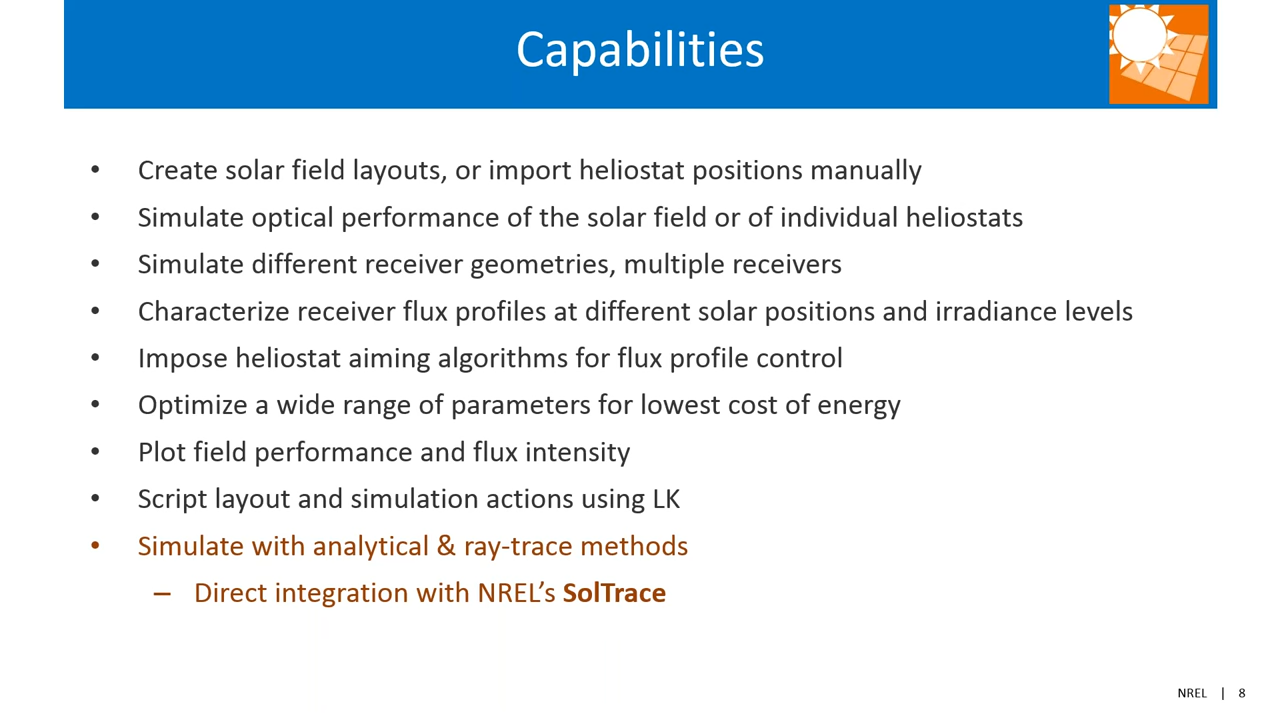 Capabilities
• Create solar field layouts, or import heliostat positions manually
• Simulate optical performance of the solar field or of individual heliostats
• Simulate different receiver geometries, multiple receivers
• Characterize receiver flux profiles at different solar positions and irradiance levels
• Impose heliostat aiming algorithms for flux profile control
• Optimize a wide range of parameters for lowest cost of energy
• Plot field performance and flux intensity
• Script layout and simulation actions using LK
• Simulate with analytical & ray-trace methods
– Direct integration with NREL’s SolTrace
NREL | 8